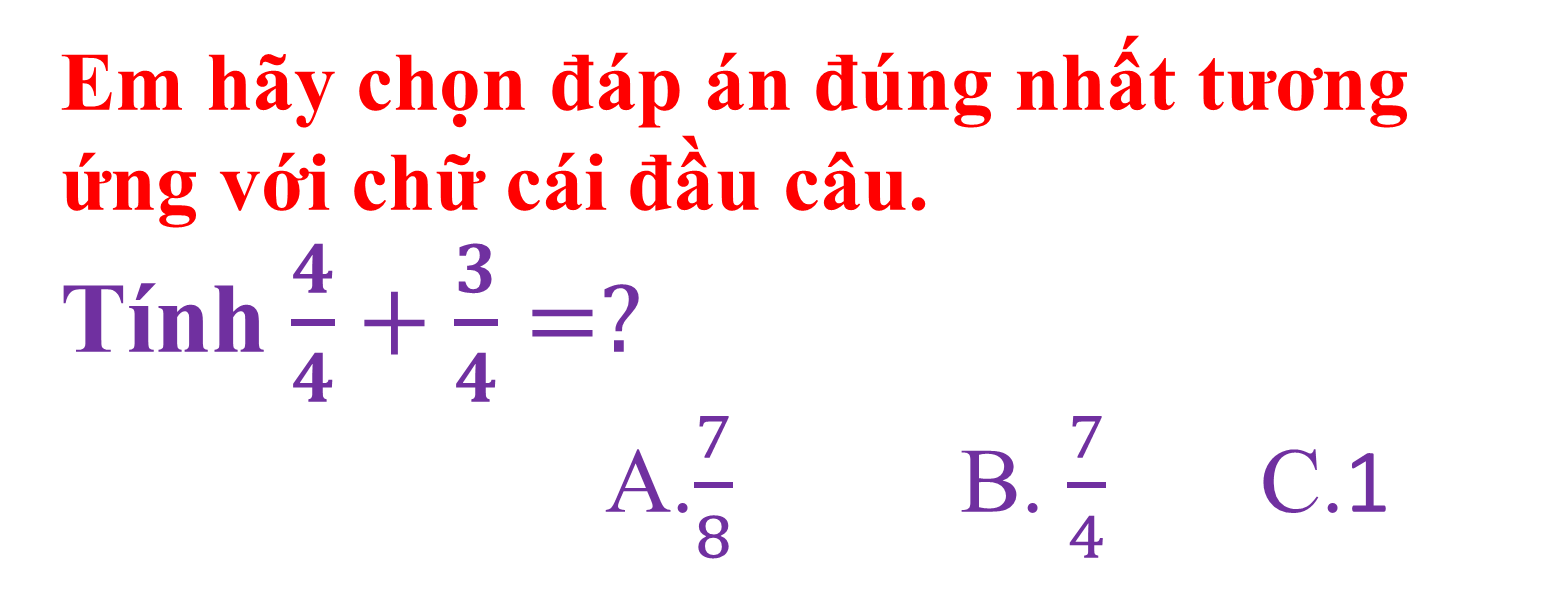 Em hãy chọn đáp án đúng nhất tương
ứng với chữ cái đầu câu.
Tính 4/4 + 3/4 =?
A.7/8 B. 7/4 C.1